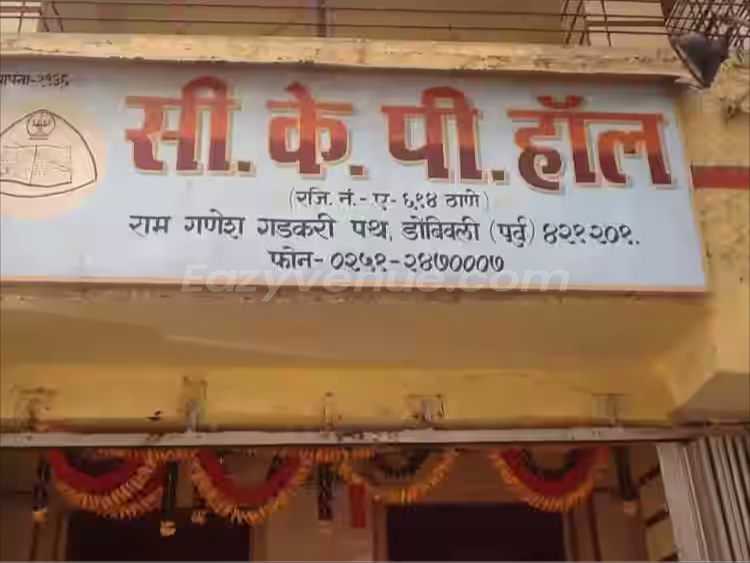 सी. के. पी. हॉल
(रजि. नं.- ए- ६१४ ठाणे)
राम गणेश गडकरी पथ, डोंबिवली (पुर्व) ४२१२०१.
फोन- ०२५१-२४७०००७
Eazyvenue.com